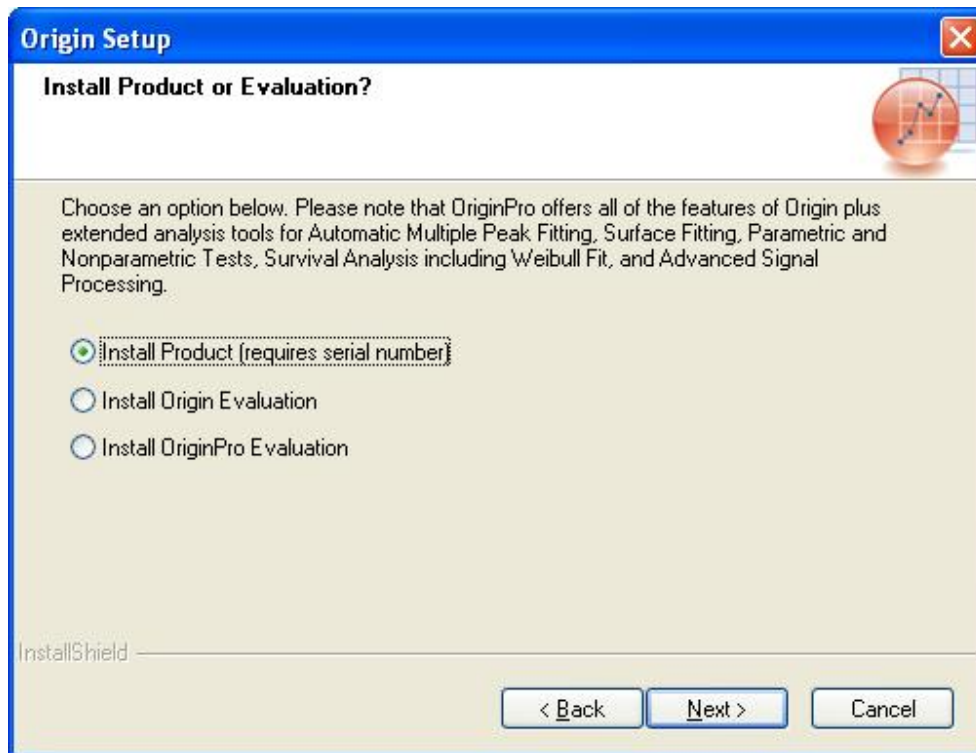 Origin Setup
Install Product or Evaluation?
Choose an option below. Please note that OriginPro offers all of the features of Origin plus
extended analysis tools for Automatic Multiple Peak Fitting, Surface Fitting, Parametric and
Nonparametric Tests, Survival Analysis including Weibull Fit, and Advanced Signal
Processing.
Install Product (requires serial number)
Install Origin Evaluation
Install OriginPro Evaluation
InstallShield
< Back Next > Cancel